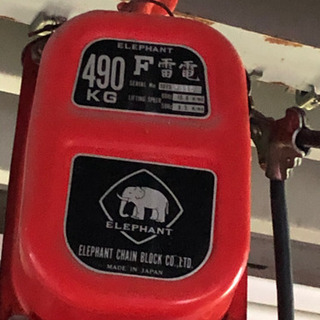 ELEPHANT
490 KG
F雷電
SERIAL No.
LIFTING SPEED
ELEPHANT
ELEPHANT CHAIN BLOCK CO.,LTD.
MADE IN JAPAN